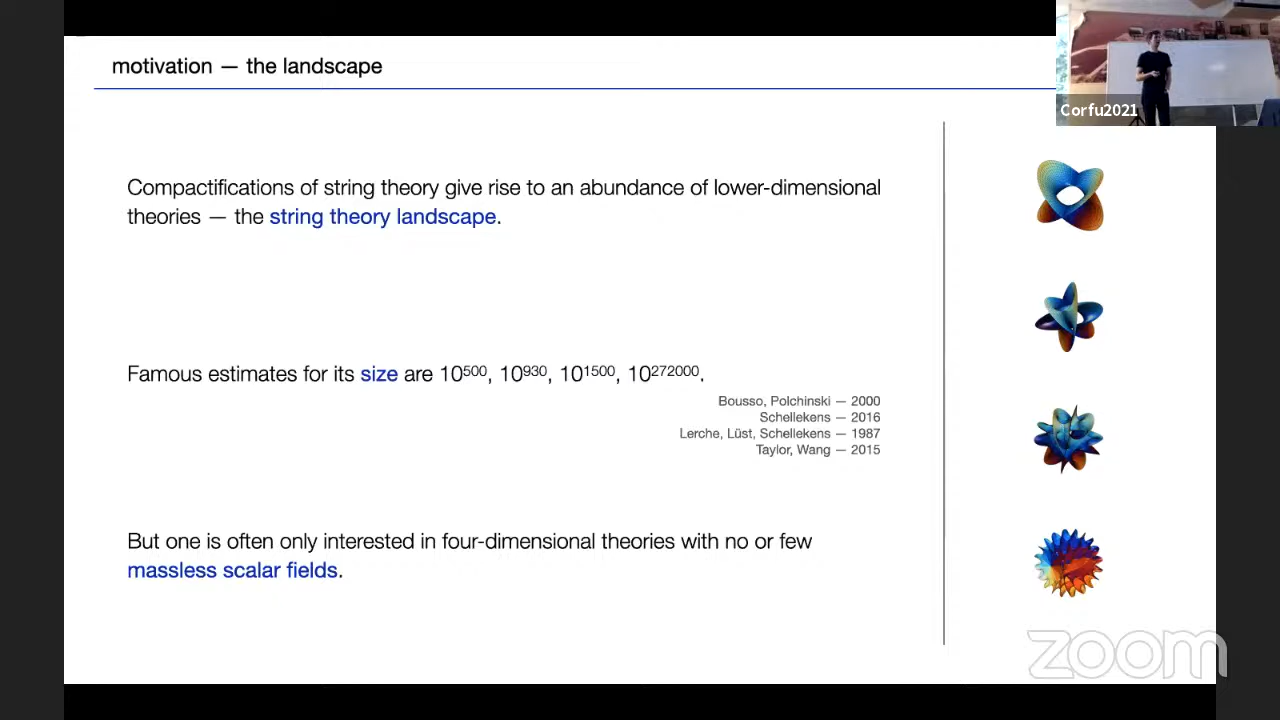 motivation — the landscape
Corfu2021
Compactifications of string theory give rise to an abundance of lower-dimensional
theories — the string theory landscape.
Famous estimates for its size are 10⁵⁰⁰, 10⁹³⁰, 10¹⁵⁰⁰, 10²⁷²⁰⁰⁰.
Bousso, Polchinski — 2000
Schellekens — 2016
Lerche, Lüst, Schellekens — 1987
Taylor, Wang — 2015
But one is often only interested in four-dimensional theories with no or few
massless scalar fields.
zoom